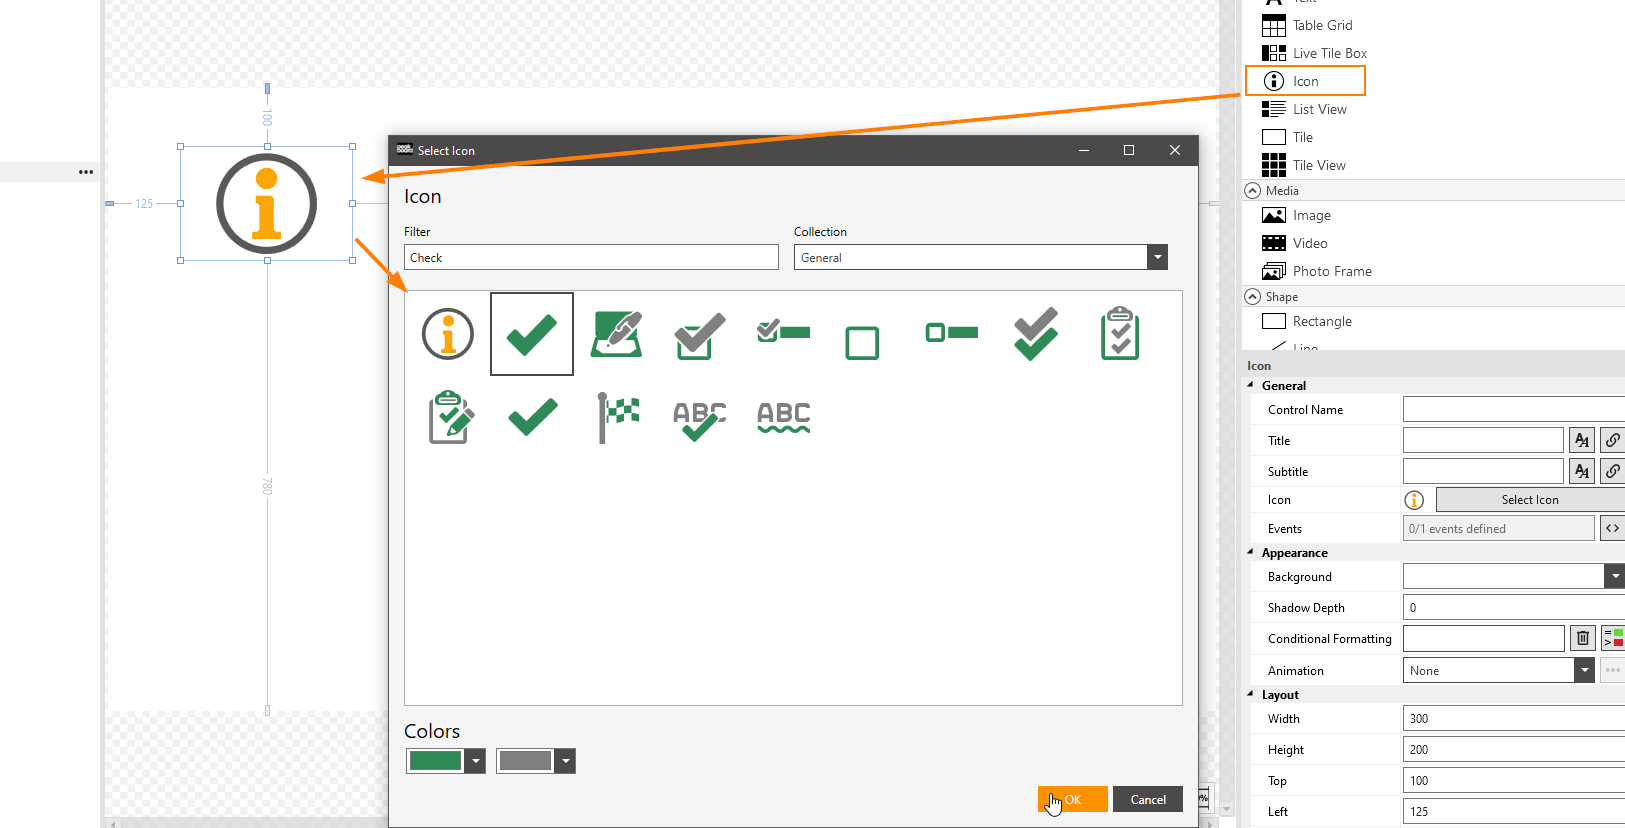 Text
Table Grid
Live Tile Box
Icon
List View
Tile
Tile View
Media
Image
Video
Photo Frame
Shape
Rectangle
Line
100
125
780
Select Icon
Icon
Filter
Collection
Check
General
ABC
ABC
Colors
OK
Cancel
Icon
General
Control Name
Title
Subtitle
Icon
Select Icon
Events
0/1 events defined
Appearance
Background
Shadow Depth
0
Conditional Formatting
Animation
None
Layout
Width
300
Height
200
Top
100
Left
125